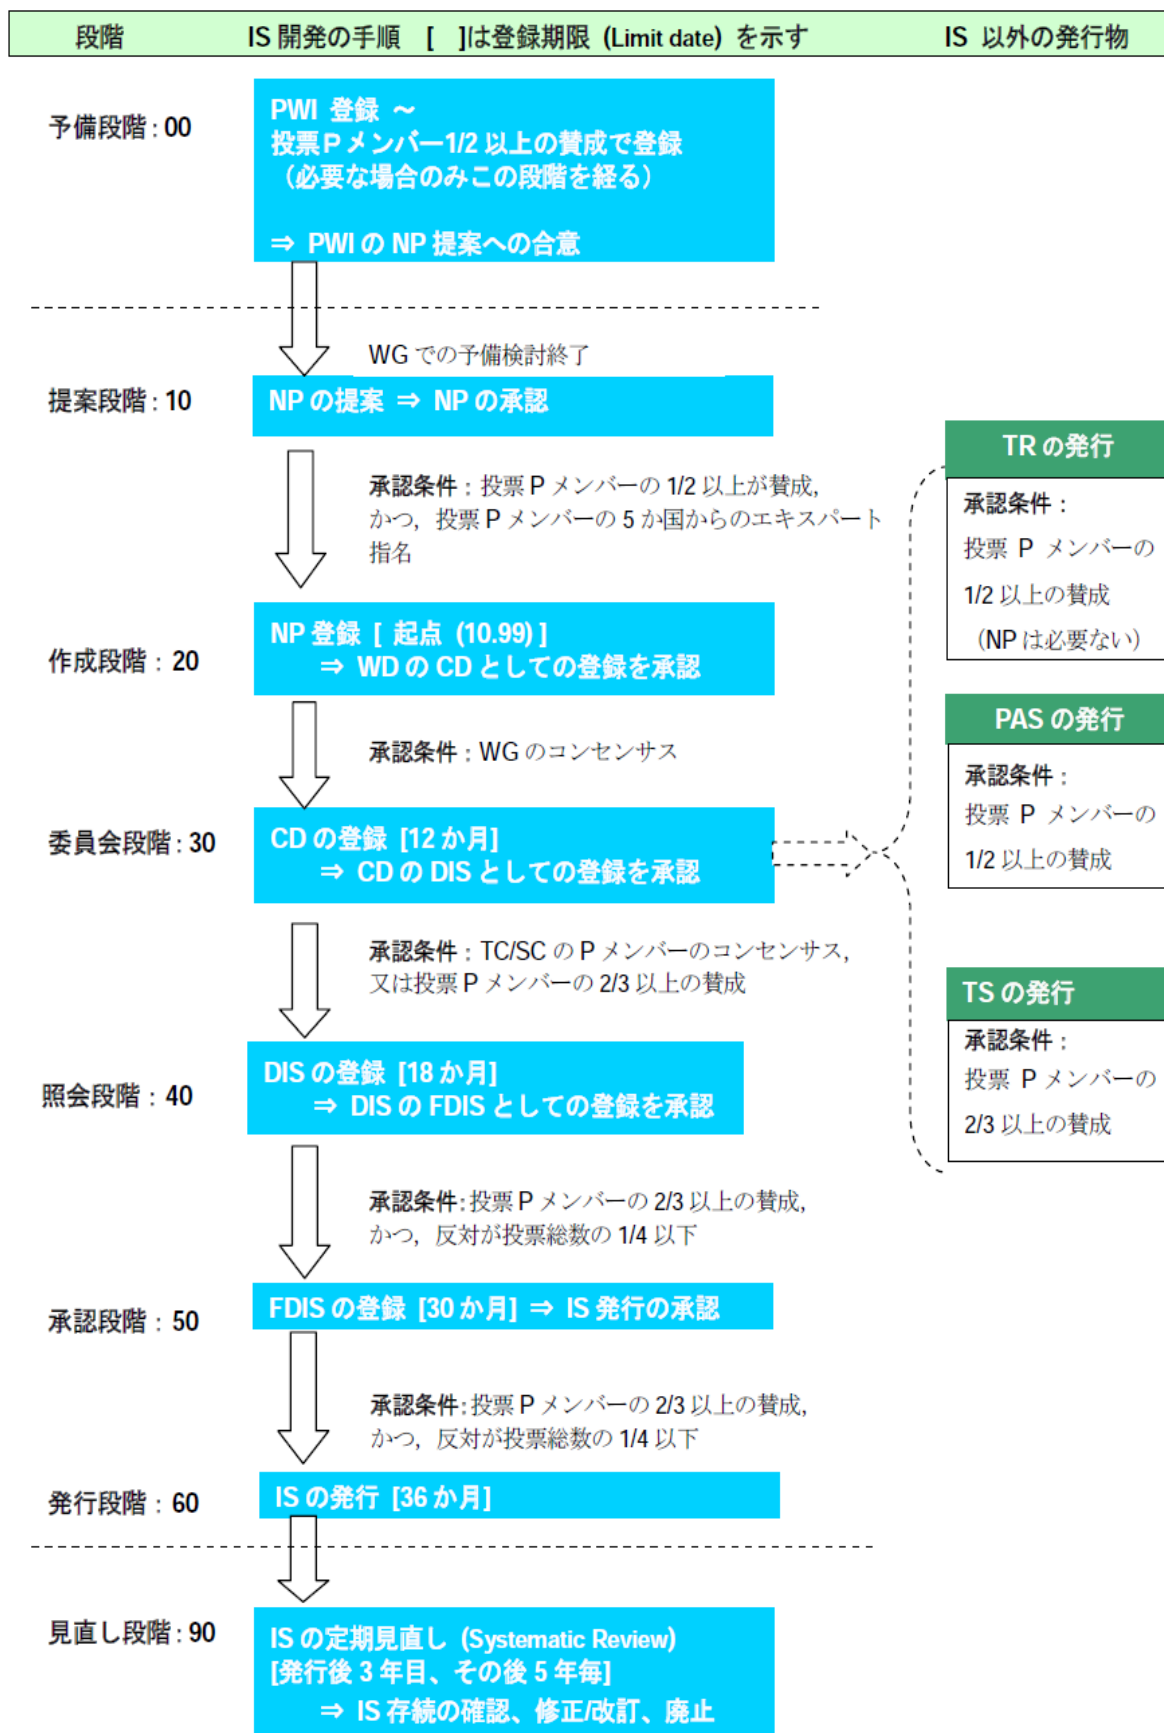 段階 IS 開発の手順 [ ]は登録期限 (Limit date) を示す IS 以外の発行物
予備段階 : 00
PWI 登録 ～
投票 P メンバー1/2 以上の賛成で登録
（必要な場合のみこの段階を経る）
⇒ PWI の NP 提案への合意
WG での予備検討終了
提案段階 : 10
NP の提案 ⇒ NP の承認
承認条件 : 投票 P メンバーの 1/2 以上が賛成,
かつ, 投票 P メンバーの 5 か国からのエキスパート
指名
作成段階 : 20
NP 登録 [ 起点 (10.99) ]
⇒ WD の CD としての登録を承認
承認条件 : WG のコンセンサス
委員会段階 : 30
CD の登録 [12 か月]
⇒ CD の DIS としての登録を承認
承認条件 : TC/SC の P メンバーのコンセンサス,
又は投票 P メンバーの 2/3 以上の賛成
照会段階 : 40
DIS の登録 [18 か月]
⇒ DIS の FDIS としての登録を承認
承認条件 : 投票 P メンバーの 2/3 以上の賛成,
かつ, 反対が投票総数の 1/4 以下
承認段階 : 50
FDIS の登録 [30 か月] ⇒ IS 発行の承認
承認条件 : 投票 P メンバーの 2/3 以上の賛成,
かつ, 反対が投票総数の 1/4 以下
発行段階 : 60
IS の発行 [36 か月]
見直し段階 : 90
IS の定期見直し (Systematic Review)
[発行後 3 年目、その後 5 年毎]
⇒ IS 存続の確認、修正/改訂、廃止
TR の発行
承認条件 :
投票 P メンバーの
1/2 以上の賛成
（NP は必要ない）
PAS の発行
承認条件 :
投票 P メンバーの
1/2 以上の賛成
TS の発行
承認条件 :
投票 P メンバーの
2/3 以上の賛成